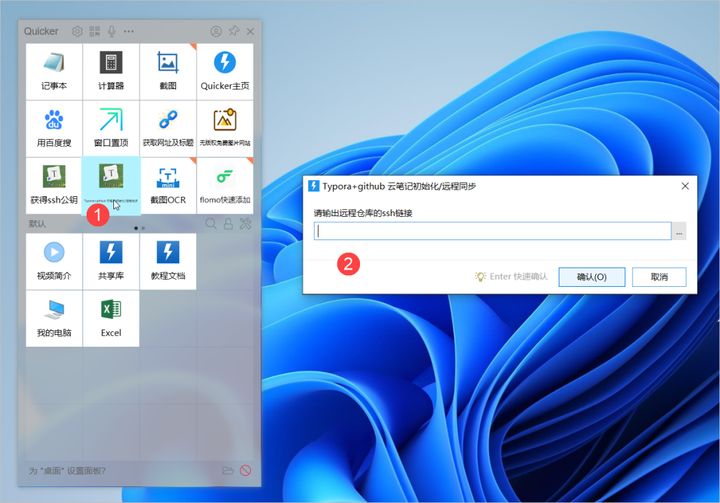 Quicker
记事本
计算器
截图
Quicker主页
du
用百度搜
窗口置顶
获取网址及标题
无版权免费图片网站
T
T
T
mini
获得ssh公钥
Typora+github 云笔记初始化/远程同步
截图OCR
flomo快速添加
1
默认
视频简介
共享库
教程文档
我的电脑
Excel
为 "桌面" 设置面板?
Typora+github 云笔记初始化/远程同步
请输出远程仓库的ssh链接
...
2
Enter 快速确认
确认(O)
取消